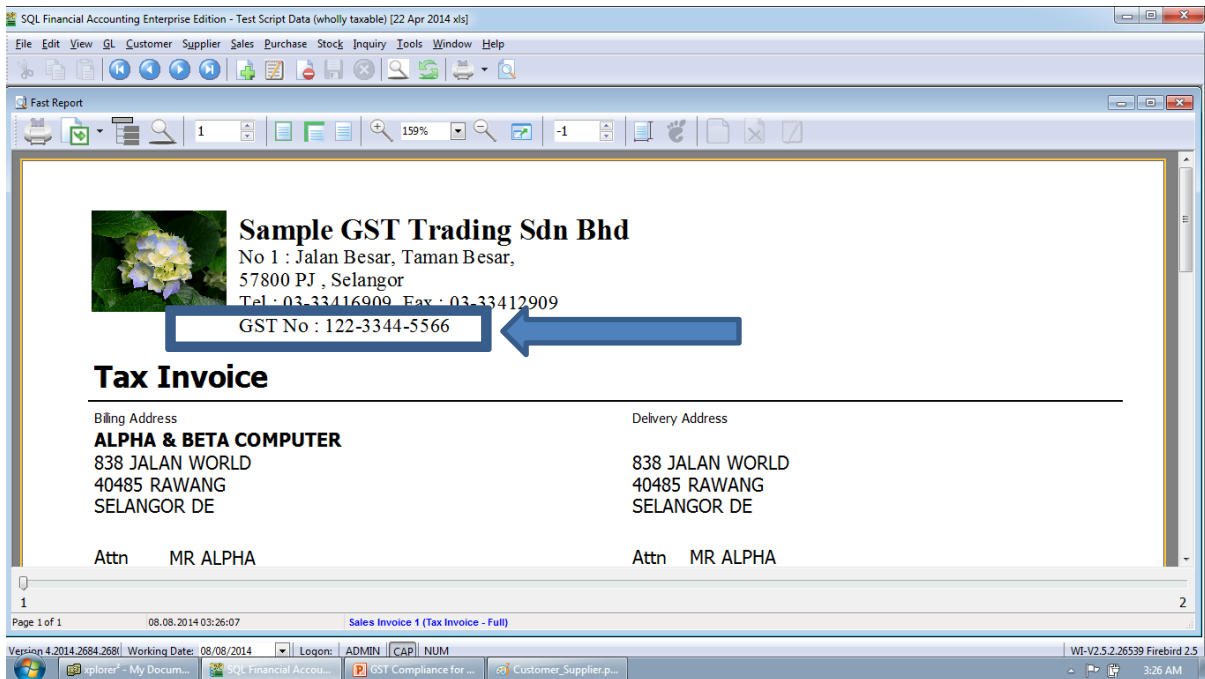 SQL Financial Accounting Enterprise Edition - Test Script Data (wholly taxable) [22 Apr 2014 xls]
File Edit View GL Customer Supplier Sales Purchase Stock Inquiry Tools Window Help
Fast Report
1 159% -1
Sample GST Trading Sdn Bhd
No 1 : Jalan Besar, Taman Besar,
57800 PJ , Selangor
Tel : 03-33416909 Fax : 03-33412909
GST No : 122-3344-5566
Tax Invoice
Billing Address Delivery Address
ALPHA & BETA COMPUTER
838 JALAN WORLD 838 JALAN WORLD
40485 RAWANG 40485 RAWANG
SELANGOR DE SELANGOR DE
Attn MR ALPHA Attn MR ALPHA
1 2
Page 1 of 1 08.08.2014 03:26:07 Sales Invoice 1 (Tax Invoice - Full)
Version 4.2014.2684.268( Working Date: 08/08/2014 Logon: ADMIN CAP NUM WI-V2.5.2.26539 Firebird 2.5
xplorer² - My Docum... SQL Financial Accou... GST Compliance for ... Customer_Supplier.p... 3:26 AM